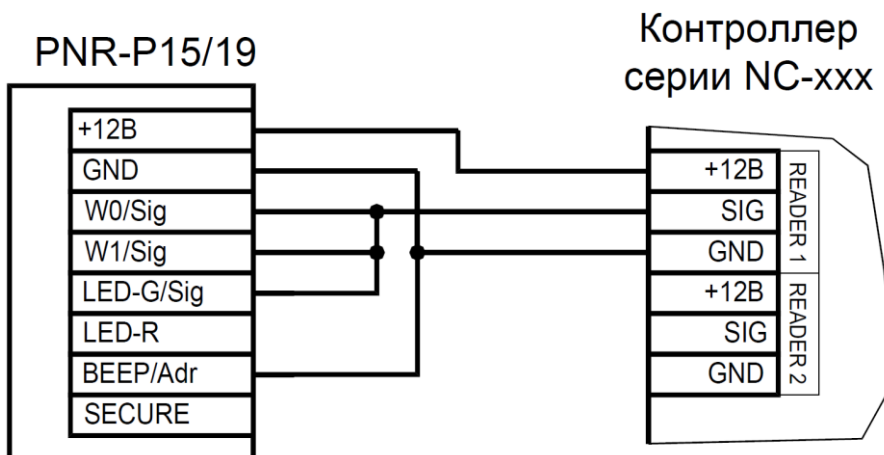 PNR-P15/19
+12В
GND
W0/Sig
W1/Sig
LED-G/Sig
LED-R
BEEP/Adr
SECURE
Контроллер
серии NC-xxx
+12В
SIG
GND
READER 1
+12В
SIG
GND
READER 2